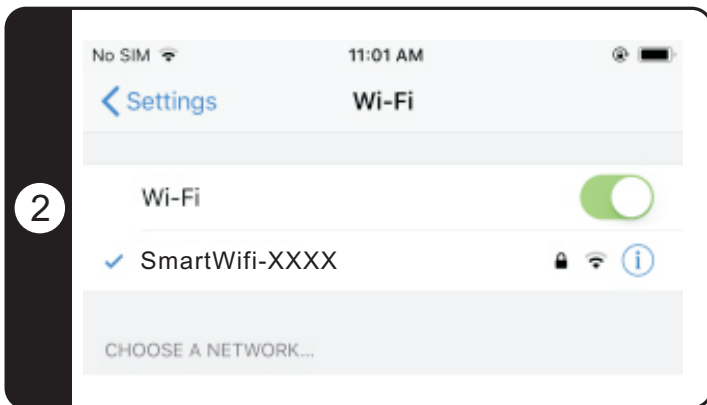 No SIM 11:01 AM
Settings Wi-Fi
2
Wi-Fi
SmartWifi-XXXX
CHOOSE A NETWORK...